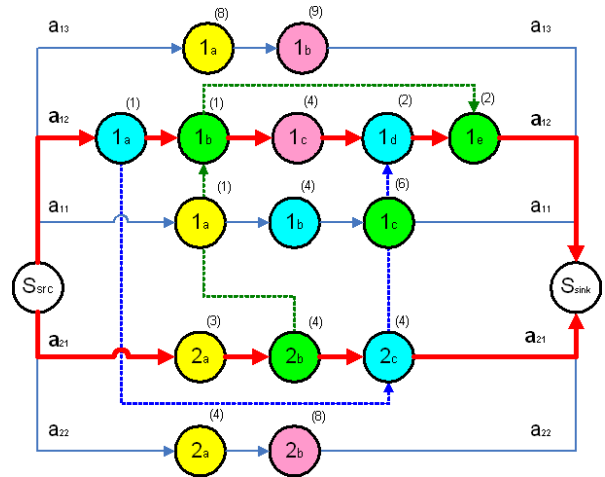 a13 (8) (9) a13
1a 1b
a12 (1) (1) (4) (2) (2) a12
1a 1b 1c 1d 1e
(1) (4) (6)
a11 1a 1b 1c a11
Ssrc Ssink
a21 (3) (4) (4) a21
2a 2b 2c
(4) (8)
a22 2a 2b a22